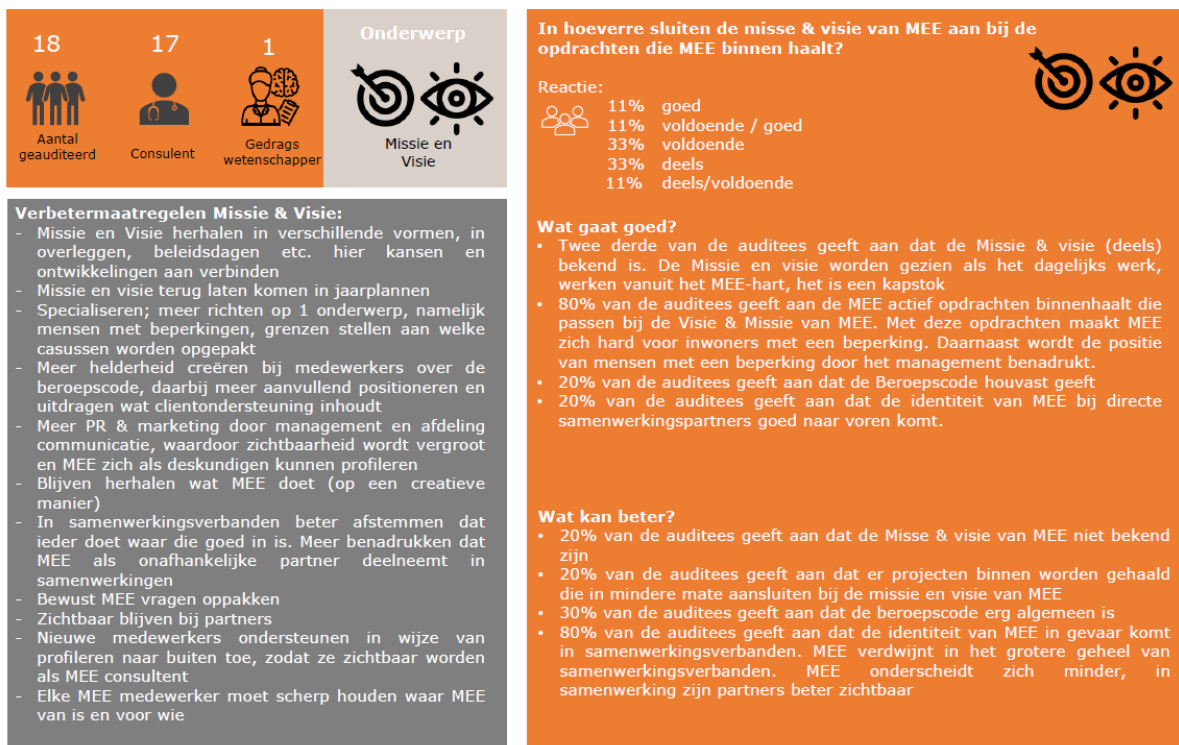 18
17
1
Aantal
geauditeerd
Consulent
Gedrags
wetenschapper
Onderwerp
Missie en
Visie
Verbetermaatregelen Missie & Visie:
- Missie en Visie herhalen in verschillende vormen, in
overleggen, beleidsdagen etc. hier kansen en
ontwikkelingen aan verbinden
- Missie en visie terug laten komen in jaarplannen
- Specialiseren; meer richten op 1 onderwerp, namelijk
mensen met beperkingen, grenzen stellen aan welke
casussen worden opgepakt
- Meer helderheid creëren bij medewerkers over de
beroepscode, daarbij meer aanvullend positioneren en
uitdragen wat clientondersteuning inhoudt
- Meer PR & marketing door management en afdeling
communicatie, waardoor zichtbaarheid wordt vergroot
en MEE zich als deskundigen kunnen profileren
- Blijven herhalen wat MEE doet (op een creatieve
manier)
- In samenwerkingsverbanden beter afstemmen dat
ieder doet waar die goed in is. Meer benadrukken dat
MEE als onafhankelijke partner deelneemt in
samenwerkingen
- Bewust MEE vragen oppakken
- Zichtbaar blijven bij partners
- Nieuwe medewerkers ondersteunen in wijze van
profileren naar buiten toe, zodat ze zichtbaar worden
als MEE consultent
- Elke MEE medewerker moet scherp houden waar MEE
van is en voor wie
In hoeverre sluiten de misse & visie van MEE aan bij de
opdrachten die MEE binnen haalt?
Reactie:
11% goed
11% voldoende / goed
33% voldoende
33% deels
11% deels/voldoende
Wat gaat goed?
• Twee derde van de auditees geeft aan dat de Missie & visie (deels)
bekend is. De Missie en visie worden gezien als het dagelijks werk,
werken vanuit het MEE-hart, het is een kapstok
• 80% van de auditees geeft aan de MEE actief opdrachten binnenhaalt die
passen bij de Visie & Missie van MEE. Met deze opdrachten maakt MEE
zich hard voor inwoners met een beperking. Daarnaast wordt de positie
van mensen met een beperking door het management benadrukt.
• 20% van de auditees geeft aan dat de Beroepscode houvast geeft
• 20% van de auditees geeft aan dat de identiteit van MEE bij directe
samenwerkingspartners goed naar voren komt.
Wat kan beter?
• 20% van de auditees geeft aan dat de Misse & visie van MEE niet bekend
zijn
• 20% van de auditees geeft aan dat er projecten binnen worden gehaald
die in mindere mate aansluiten bij de missie en visie van MEE
• 30% van de auditees geeft aan dat de beroepscode erg algemeen is
• 80% van de auditees geeft aan dat de identiteit van MEE in gevaar komt
in samenwerkingsverbanden. MEE verdwijnt in het grotere geheel van
samenwerkingsverbanden. MEE onderscheidt zich minder, in
samenwerking zijn partners beter zichtbaar